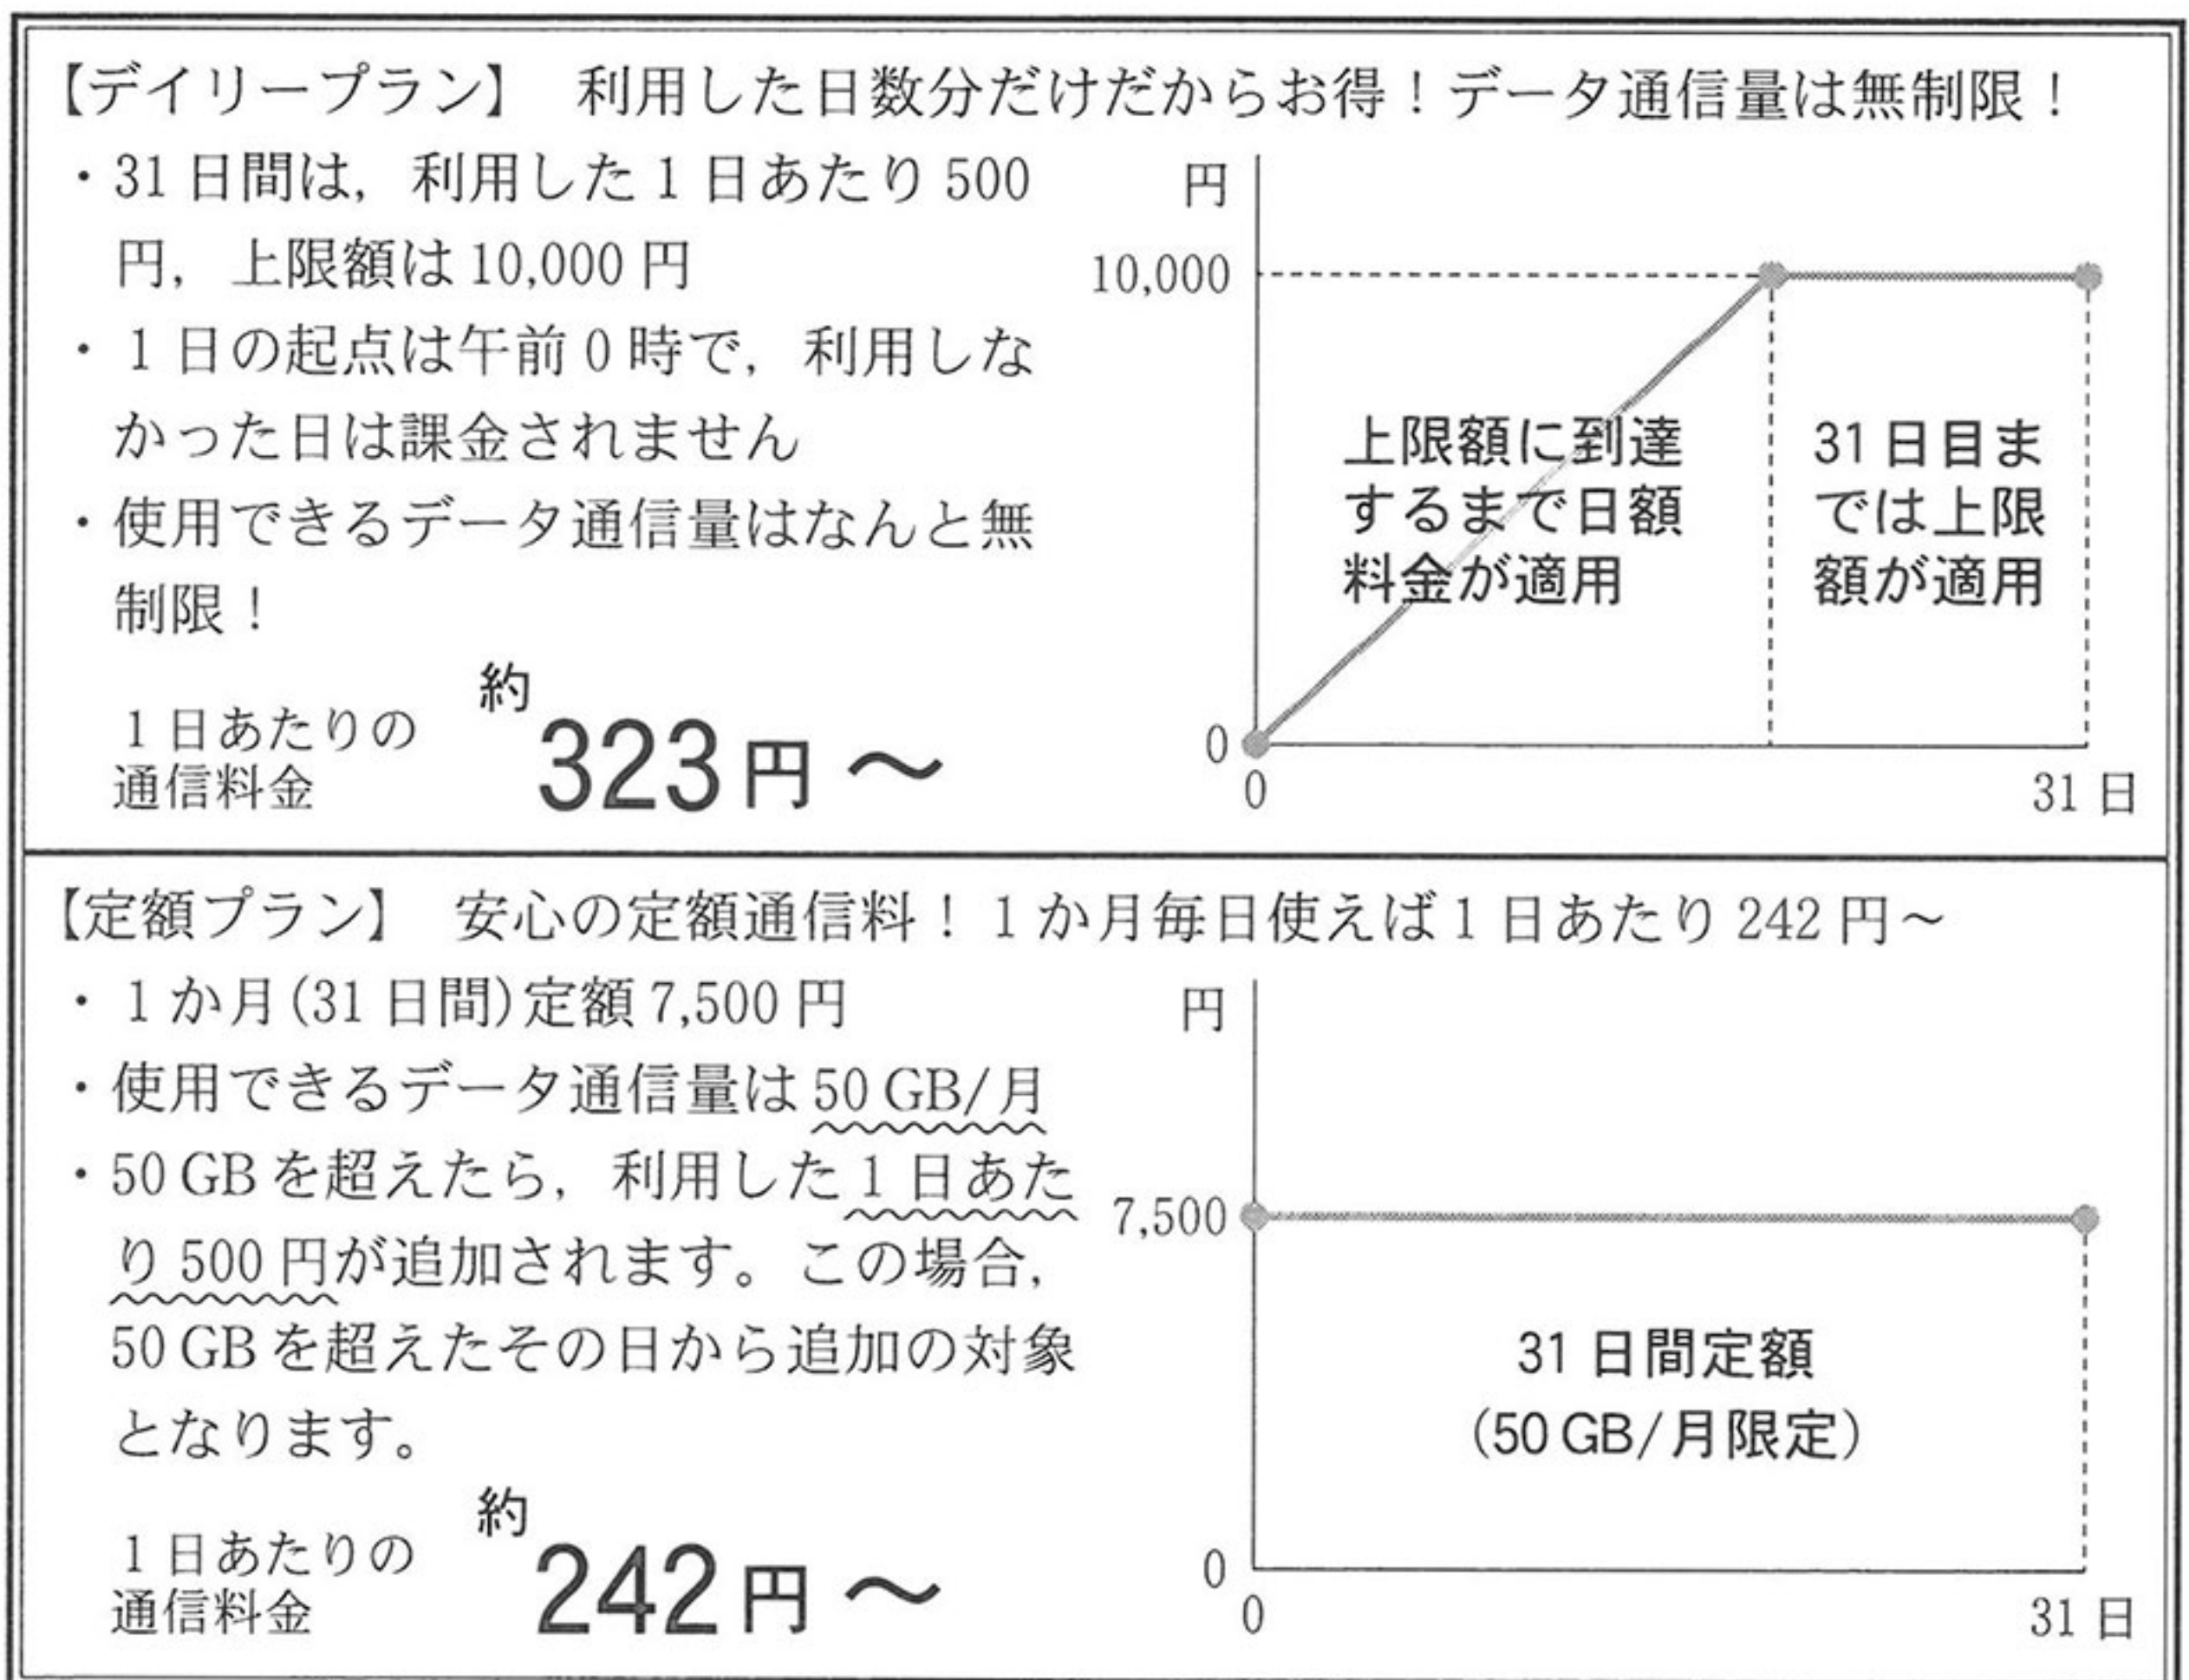 【デイリープラン】 利用した日数分だけだからお得！データ通信量は無制限！
・31日間は，利用した1日あたり500
円，上限額は10,000円
・1日の起点は午前0時で，利用しな
かった日は課金されません
・使用できるデータ通信量はなんと無
制限！
1日あたりの
通信料金
約323円～
円
10,000
上限額に到達
するまで日額
料金が適用
31日目ま
では上限
額が適用
0
0
31日
【定額プラン】 安心の定額通信料！1か月毎日使えば1日あたり242円～
・1か月(31日間)定額7,500円
・使用できるデータ通信量は50 GB/月
・50 GBを超えたら，利用した1日あた
り500円が追加されます。この場合，
50 GBを超えたその日から追加の対象
となります。
1日あたりの
通信料金
約242円～
円
7,500
31日間定額
(50 GB/月限定)
0
0
31日